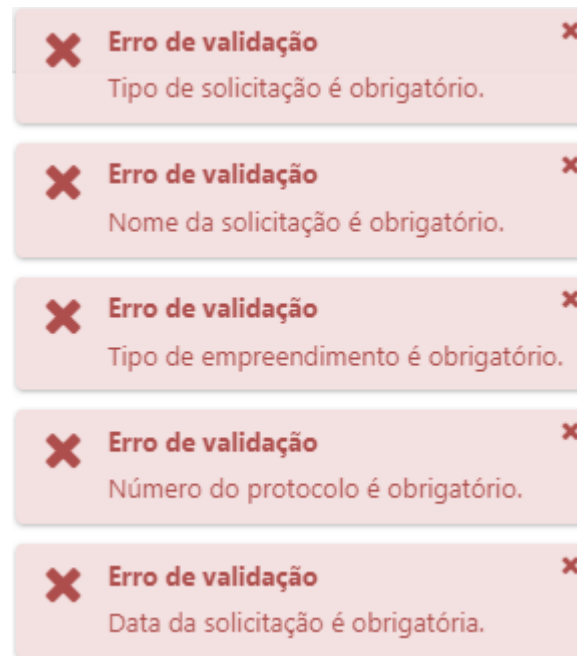 Erro de validação
Tipo de solicitação é obrigatório.
Erro de validação
Nome da solicitação é obrigatório.
Erro de validação
Tipo de empreendimento é obrigatório.
Erro de validação
Número do protocolo é obrigatório.
Erro de validação
Data da solicitação é obrigatória.